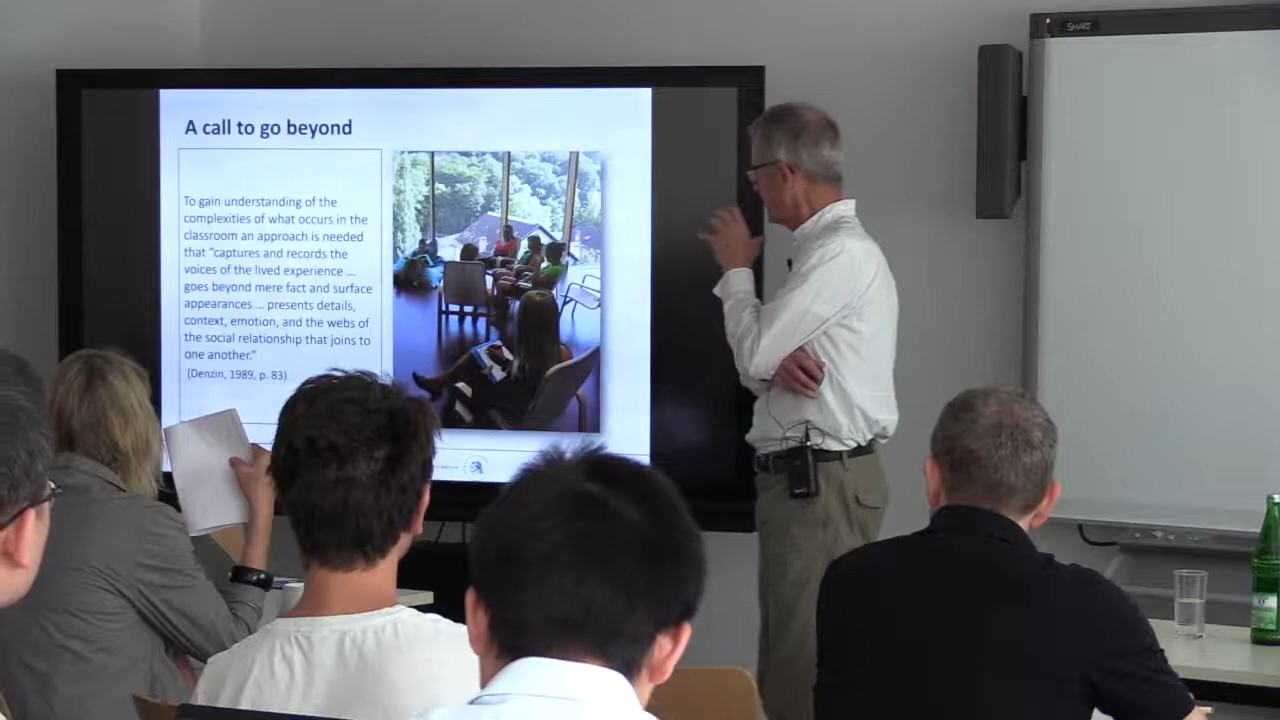 SMART
A call to go beyond
To gain understanding of the
complexities of what occurs in the
classroom an approach is needed
that “captures and records the
voices of the lived experience ...
goes beyond mere fact and surface
appearances ... presents details,
context, emotion, and the webs of
the social relationship that joins to
one another.”
(Denzin, 1989, p. 83)